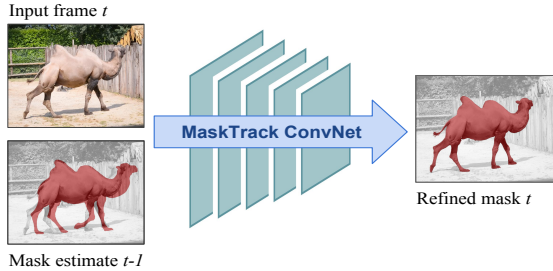 Input frame t
MaskTrack ConvNet
Refined mask t
Mask estimate t-1